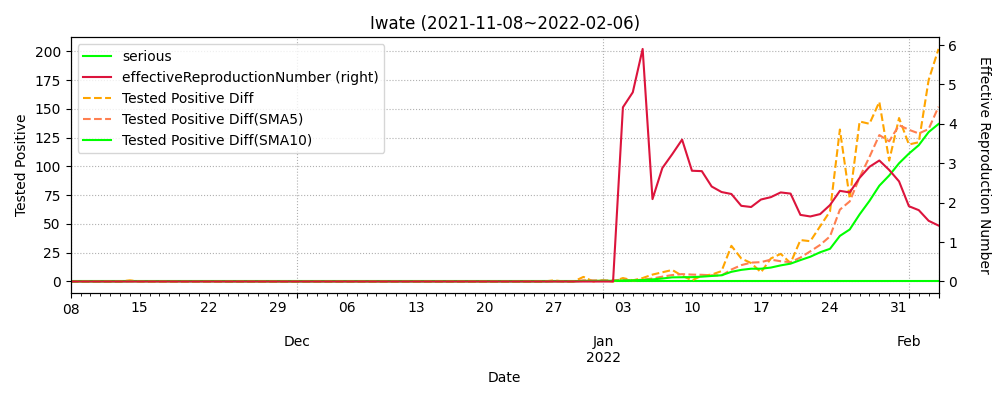 Iwate (2021-11-08~2022-02-06)
serious
effectiveReproductionNumber (right)
Tested Positive Diff
Tested Positive Diff(SMA5)
Tested Positive Diff(SMA10)
Tested Positive
200
175
150
125
100
75
50
25
0
6
5
4
3
2
1
0
Effective Reproduction Number
08 15 22 29 06 13 20 27 03 10 17 24 31
Dec Jan Feb
2022
Date